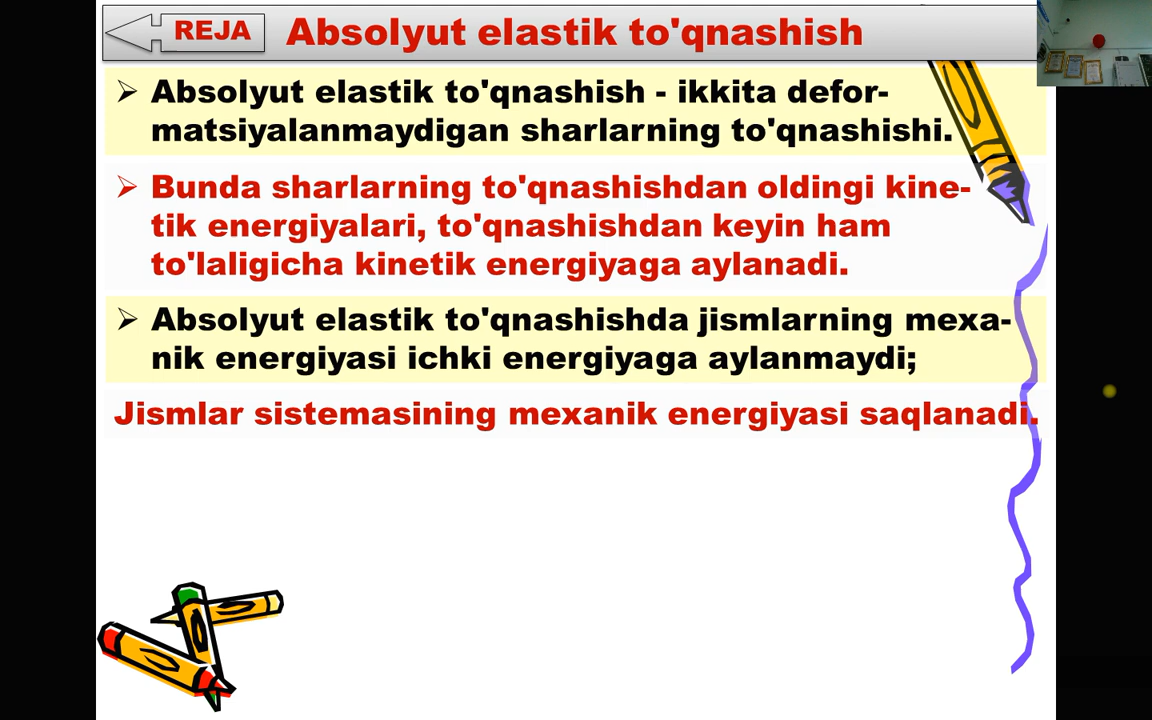 REJA
Absolyut elastik to'qnashish
Absolyut elastik to'qnashish - ikkita defor-
matsiyalanmaydigan sharlarning to'qnashishi.
Bunda sharlarning to'qnashishdan oldingi kine-
tik energiyalari, to'qnashishdan keyin ham
to'laligicha kinetik energiyaga aylanadi.
Absolyut elastik to'qnashishda jismlarning mexa-
nik energiyasi ichki energiyaga aylanmaydi;
Jismlar sistemasining mexanik energiyasi saqlanadi.